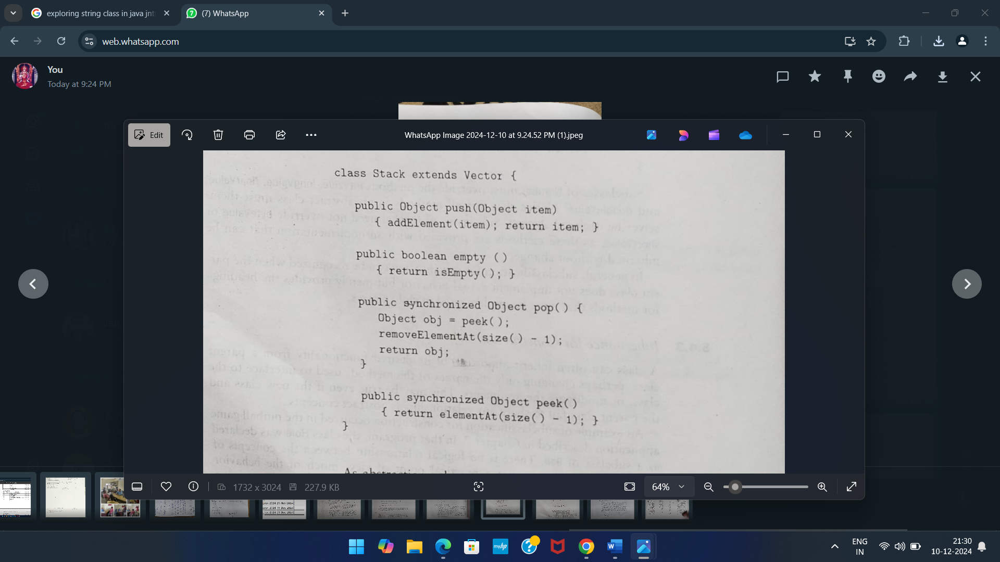 exploring string class in java jnt
(7) WhatsApp
web.whatsapp.com
You
Today at 9:24 PM
Edit
WhatsApp Image 2024-12-10 at 9.24.52 PM (1).jpeg
class Stack extends Vector {
public Object push(Object item)
{ addElement(item); return item; }
public boolean empty ()
{ return isEmpty(); }
public synchronized Object pop() {
Object obj = peek();
removeElementAt(size() - 1);
return obj;
}
public synchronized Object peek()
{ return elementAt(size() - 1); }
}
1732 x 3024
227.9 KB
64%
ENG
IN
21:30
10-12-2024